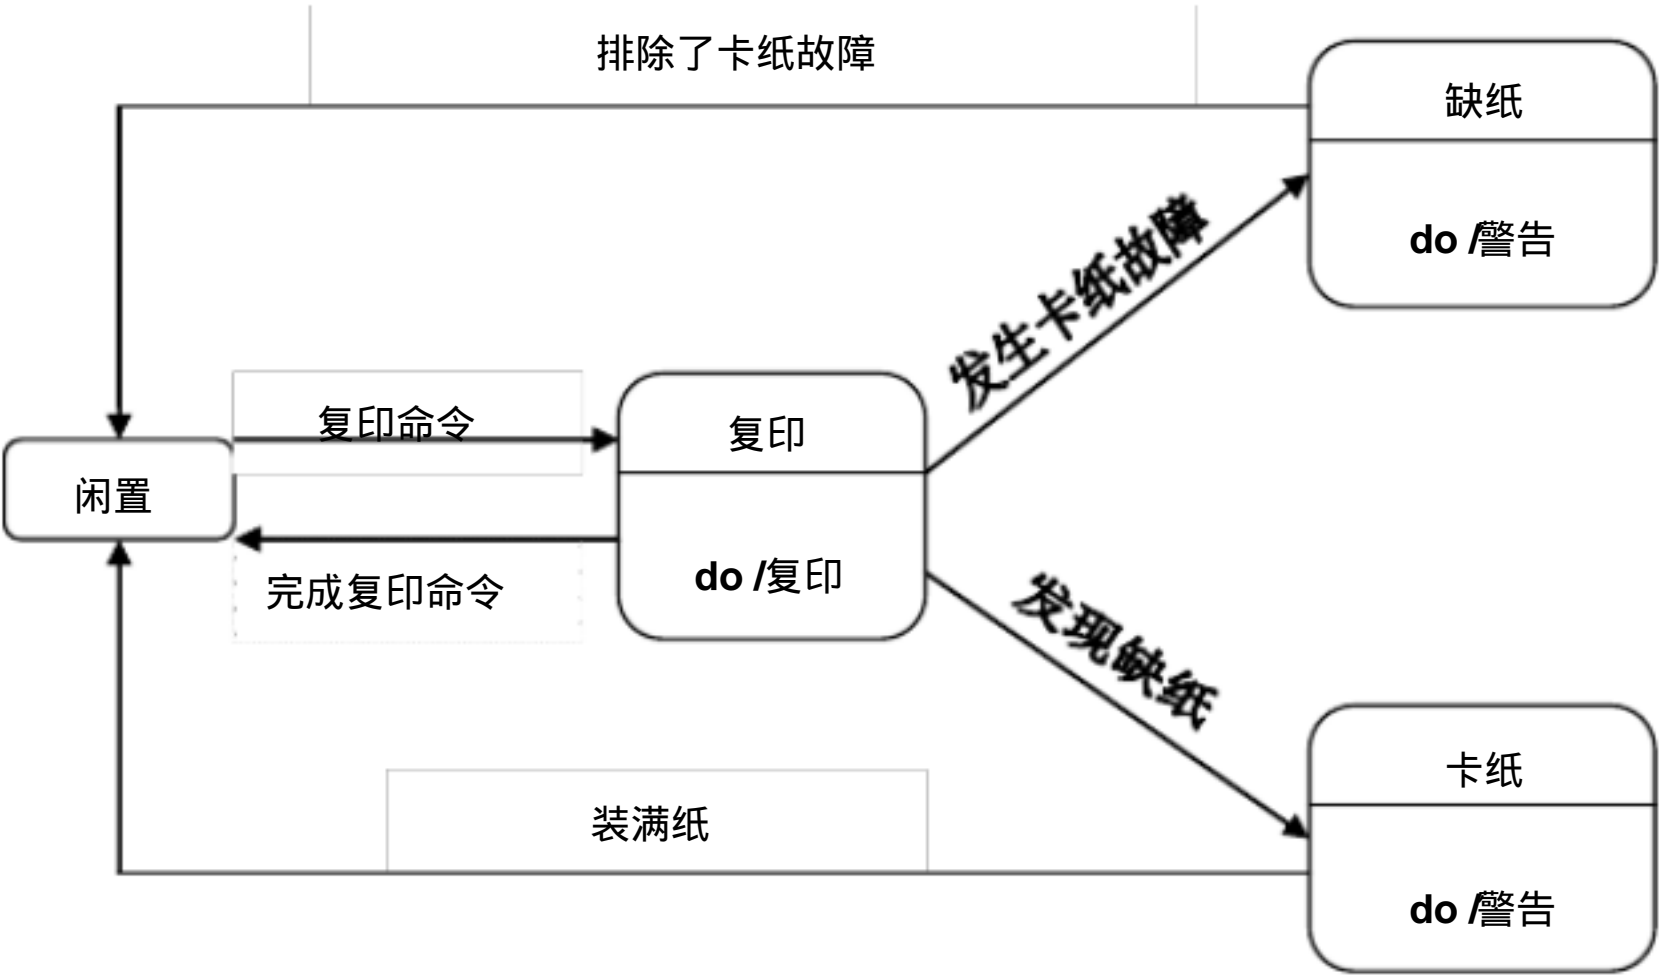 排除了卡纸故障
缺纸
do /警告
发生卡纸故障
复印命令
复印
闲置
do /复印
完成复印命令
发现缺纸
卡纸
装满纸
do /警告